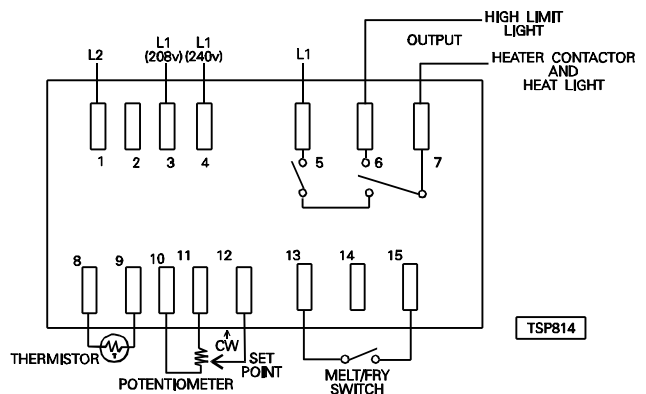 HIGH LIMIT
LIGHT
OUTPUT
HEATER CONTACTOR
AND
HEAT LIGHT
L2
L1
(208v)
L1
(240v)
L1
1 2 3 4 5 6 7
8 9 10 11 12 13 14 15
TSP814
THERMISTOR
CW
SET
POINT
POTENTIOMETER
MELT/FRY
SWITCH